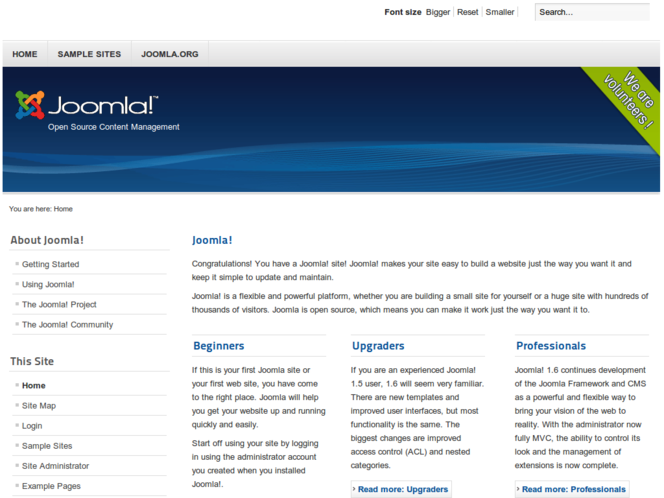 Font size Bigger Reset Smaller Search...
HOME SAMPLE SITES JOOMLA.ORG
Joomla!™
Open Source Content Management
We are
volunteers !
You are here: Home
About Joomla!
Getting Started
Using Joomla!
The Joomla! Project
The Joomla! Community
This Site
Home
Site Map
Login
Sample Sites
Site Administrator
Example Pages
Joomla!
Congratulations! You have a Joomla! site! Joomla! makes your site easy to build a website just the way you want it and
keep it simple to update and maintain.
Joomla! is a flexible and powerful platform, whether you are building a small site for yourself or a huge site with hundreds of
thousands of visitors. Joomla is open source, which means you can make it work just the way you want it to.
Beginners
If this is your first Joomla site or
your first web site, you have come
to the right place. Joomla will help
you get your website up and running
quickly and easily.
Start off using your site by logging
in using the administrator account
you created when you installed
Joomla!.
Upgraders
If you are an experienced Joomla!
1.5 user, 1.6 will seem very familiar.
There are new templates and
improved user interfaces, but most
functionality is the same. The
biggest changes are improved
access control (ACL) and nested
categories.
› Read more: Upgraders
Professionals
Joomla! 1.6 continues development
of the Joomla Framework and CMS
as a powerful and flexible way to
bring your vision of the web to
reality. With the administrator now
fully MVC, the ability to control its
look and the management of
extensions is now complete.
› Read more: Professionals